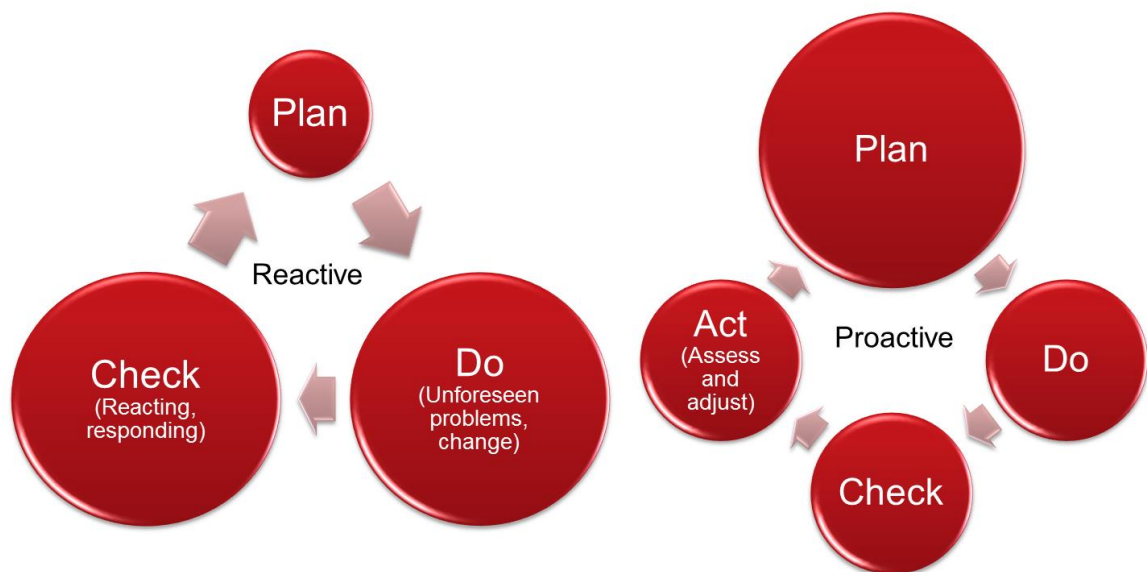 Plan
Reactive
Check
(Reacting,
responding)
Do
(Unforeseen
problems,
change)
Plan
Act
(Assess
and
adjust)
Proactive
Do
Check